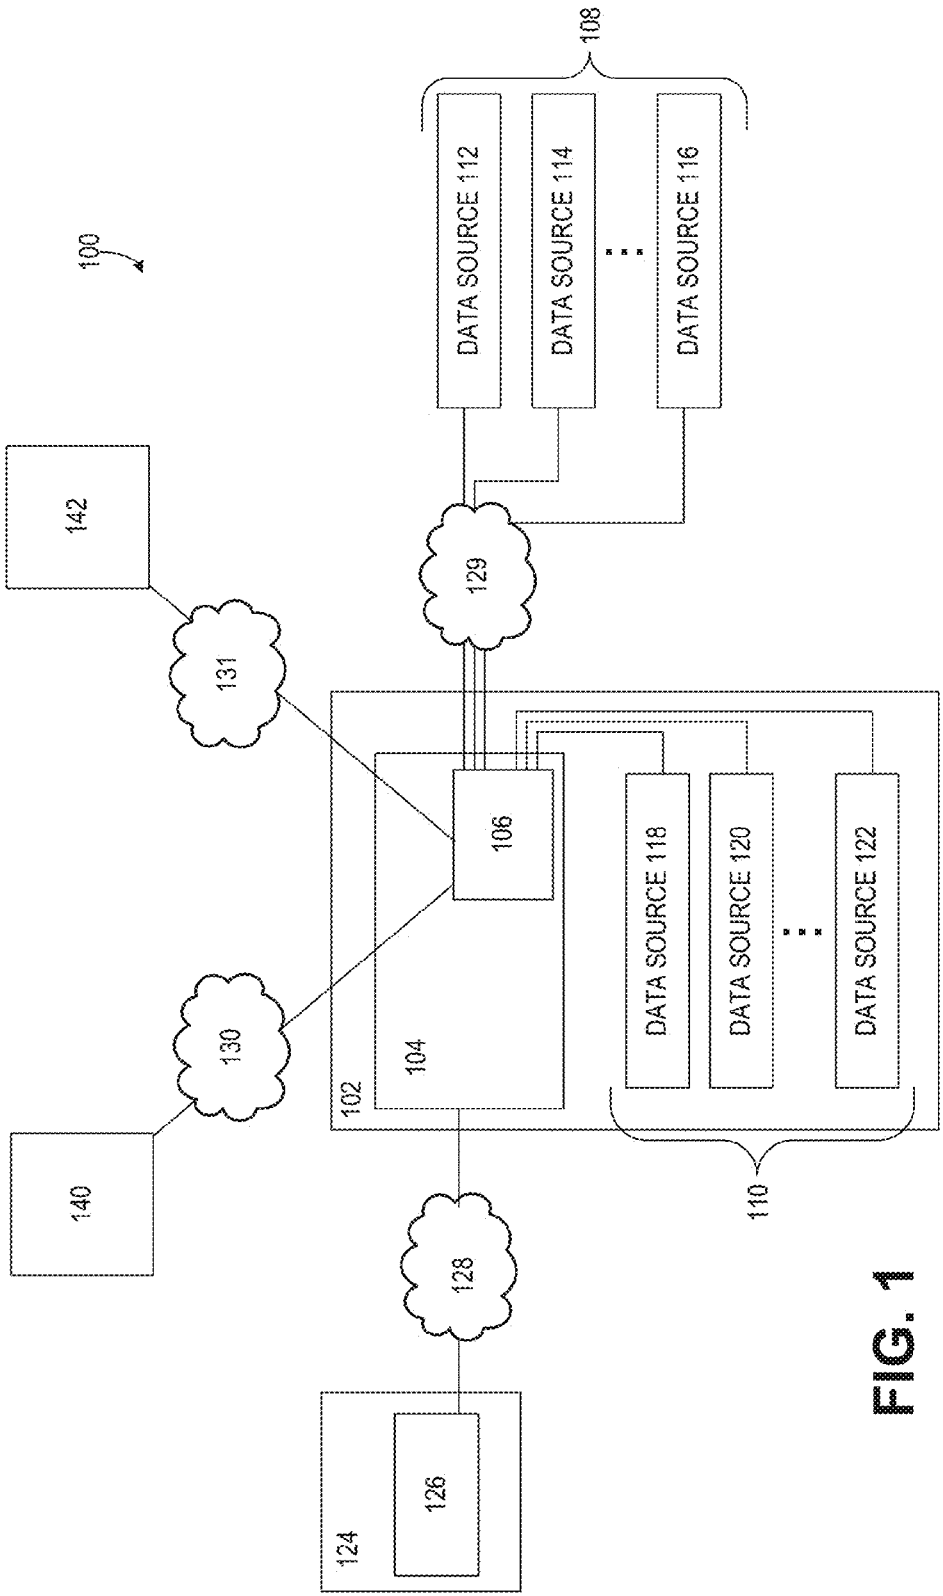 100
140
142
130
131
102
104
106
124
126
128
129
DATA SOURCE 112
DATA SOURCE 114
...
DATA SOURCE 116
108
DATA SOURCE 118
DATA SOURCE 120
...
DATA SOURCE 122
110
FIG. 1